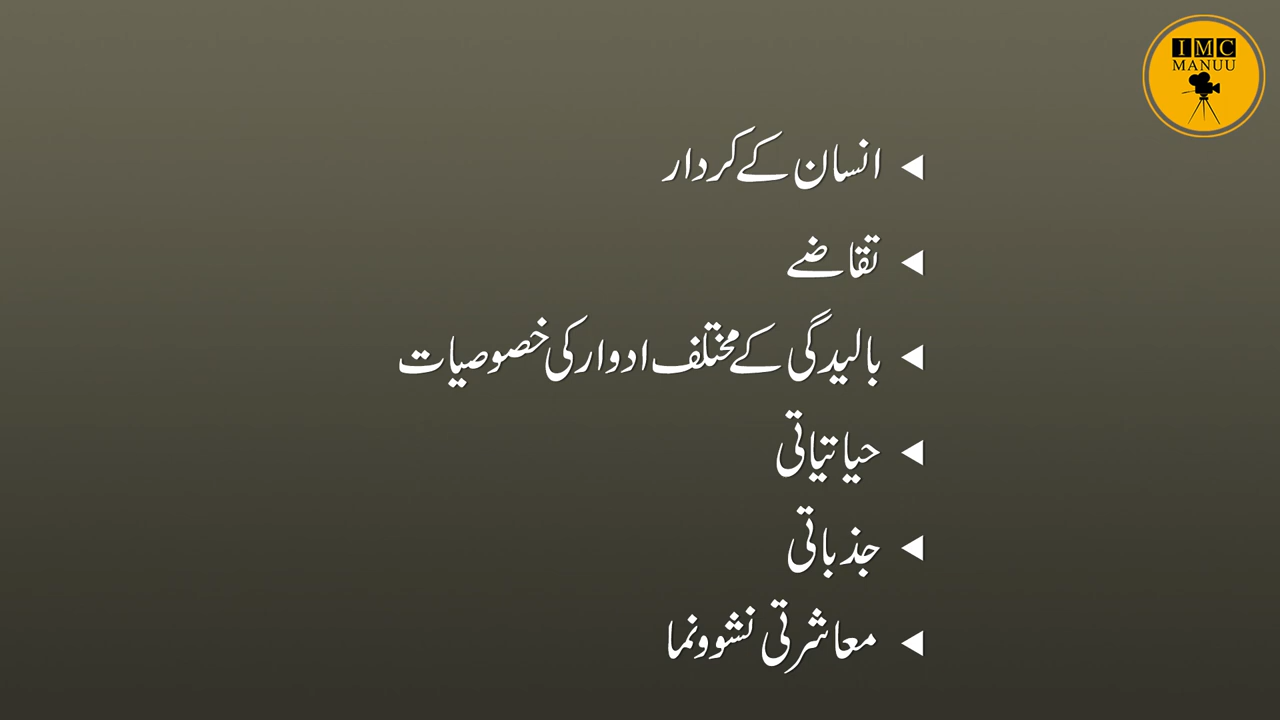 IMC
MANUU
انسان کے کردار
تقاضے
بالیدگی کے مختلف ادوار کی خصوصیات
حیاتیاتی
جذباتی
معاشرتی نشوونما